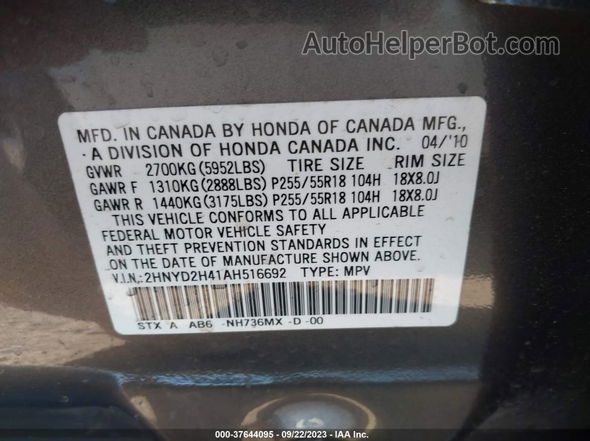 AutoHelperBot.com
MFD. IN CANADA BY HONDA OF CANADA MFG.,
A DIVISION OF HONDA CANADA INC. 04/'10
GVWR 2700KG(5952LBS) TIRE SIZE RIM SIZE
GAWR F 1310KG(2888LBS) P255/55R18 104H 18X8.0J
GAWR R 1440KG(3175LBS) P255/55R18 104H 18X8.0J
THIS VEHICLE CONFORMS TO ALL APPLICABLE
FEDERAL MOTOR VEHICLE SAFETY
AND THEFT PREVENTION STANDARDS IN EFFECT
ON THE DATE OF MANUFACTURE SHOWN ABOVE.
V.I.N.:2HNYD2H41AH516692 TYPE: MPV
STX A AB6 -NH736MX -D -00
000-37644095 - 09/22/2023 - IAA Inc.